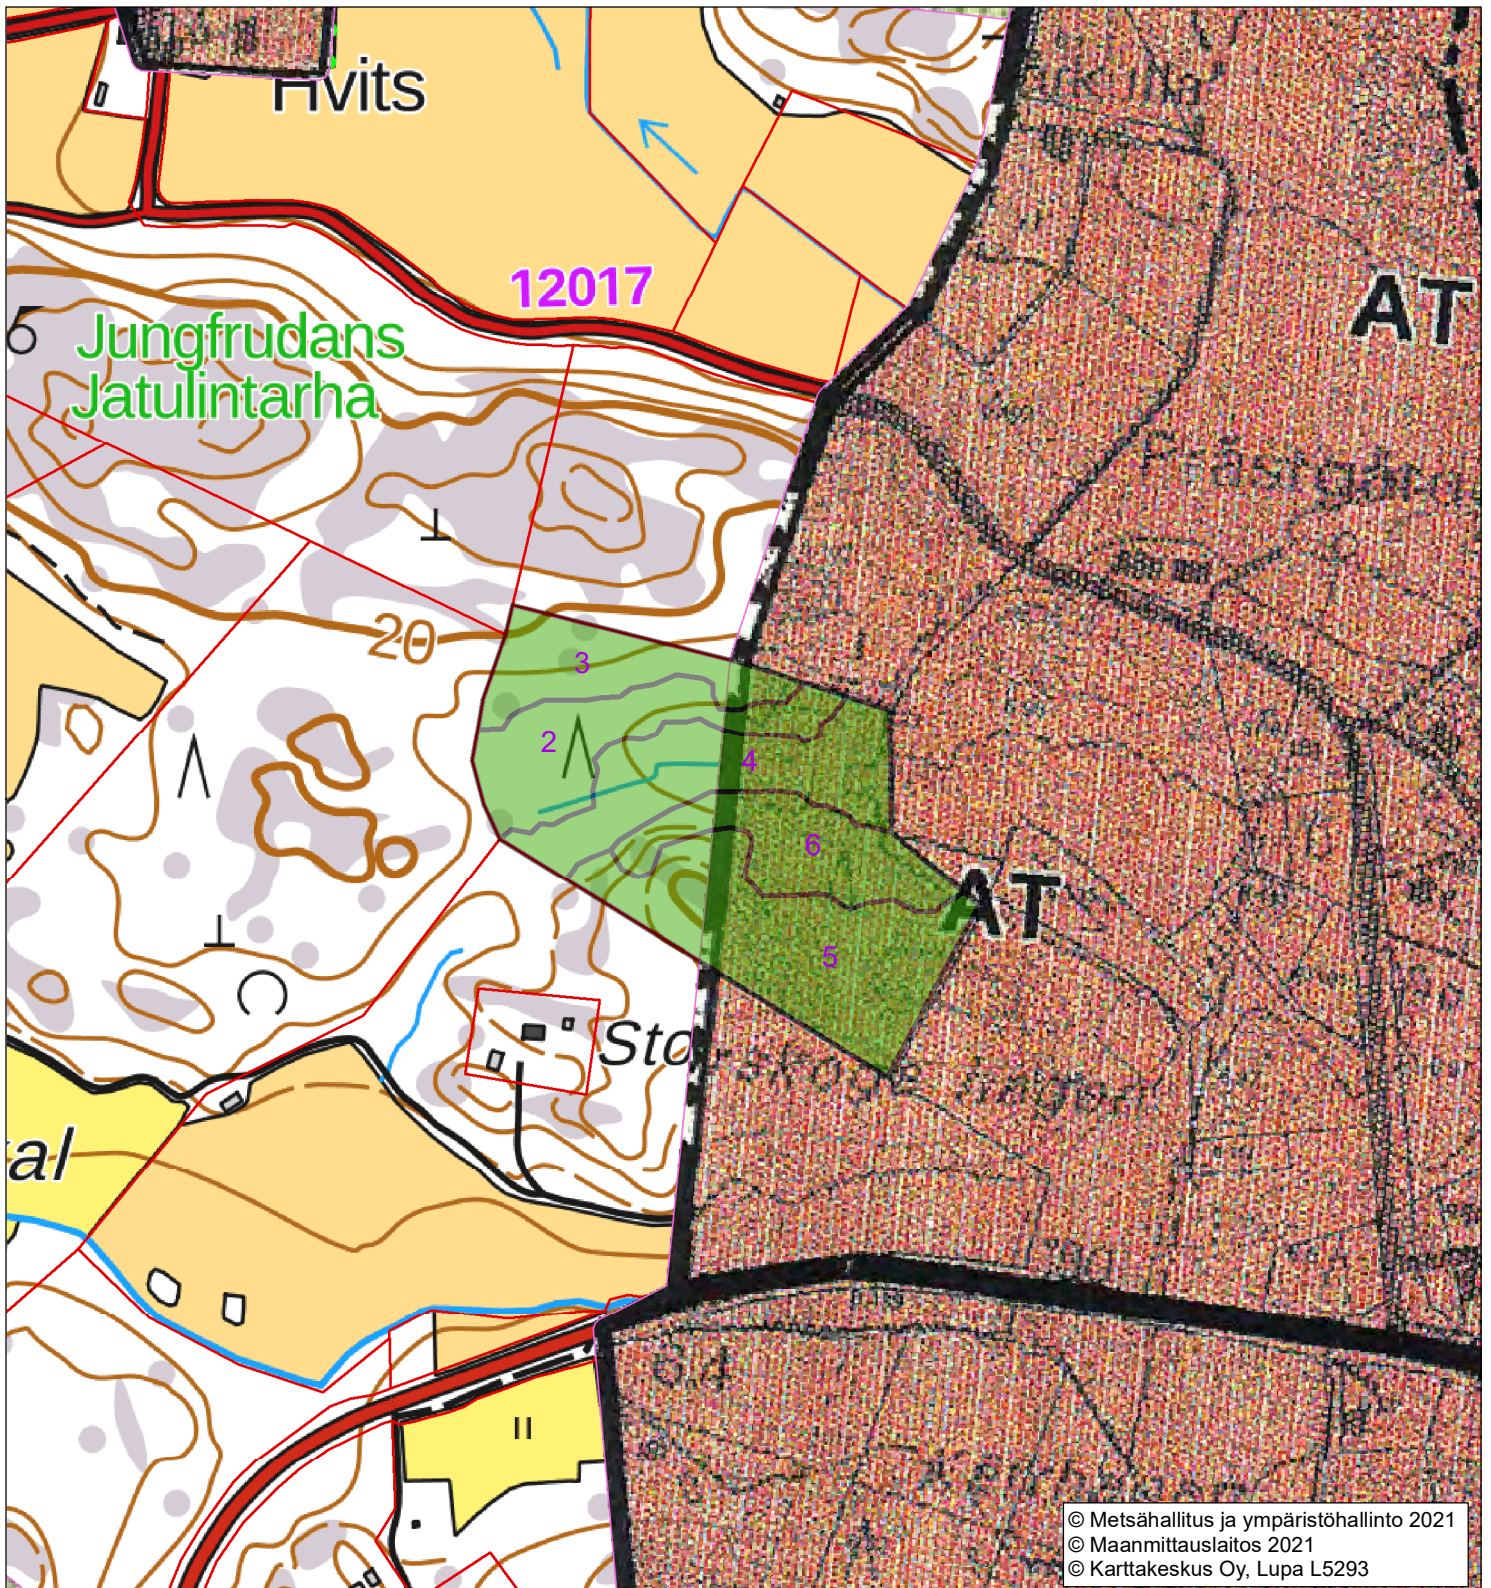 Hvits
12017
AT
Jungfrudans
Jatulintarha
20
3
2
4
6
AT
5
Sto
al
© Metsähallitus ja ympäristöhallinto 2021
© Maanmittauslaitos 2021
© Karttakeskus Oy, Lupa L5293